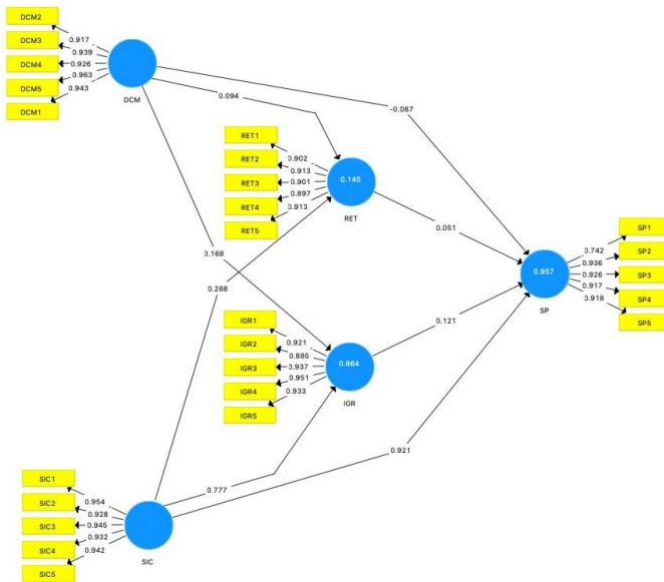 DCM2
DCM3
DCM4
DCM5
DCM1
0.917
0.939
0.926
0.963
0.943
DCM
0.094
-0.087
RET1
RET2
RET3
RET4
RET5
0.902
0.913
0.901
0.897
0.913
0.140
RET
0.051
0.168
0.288
SP1
SP2
SP3
SP4
SP5
0.742
0.936
0.926
0.917
0.918
0.957
SP
IGR1
IGR2
IGR3
IGR4
IGR5
0.921
0.885
0.937
0.951
0.933
0.864
IGR
0.121
0.921
0.777
SIC1
SIC2
SIC3
SIC4
SIC5
0.954
0.928
0.945
0.932
0.942
SIC